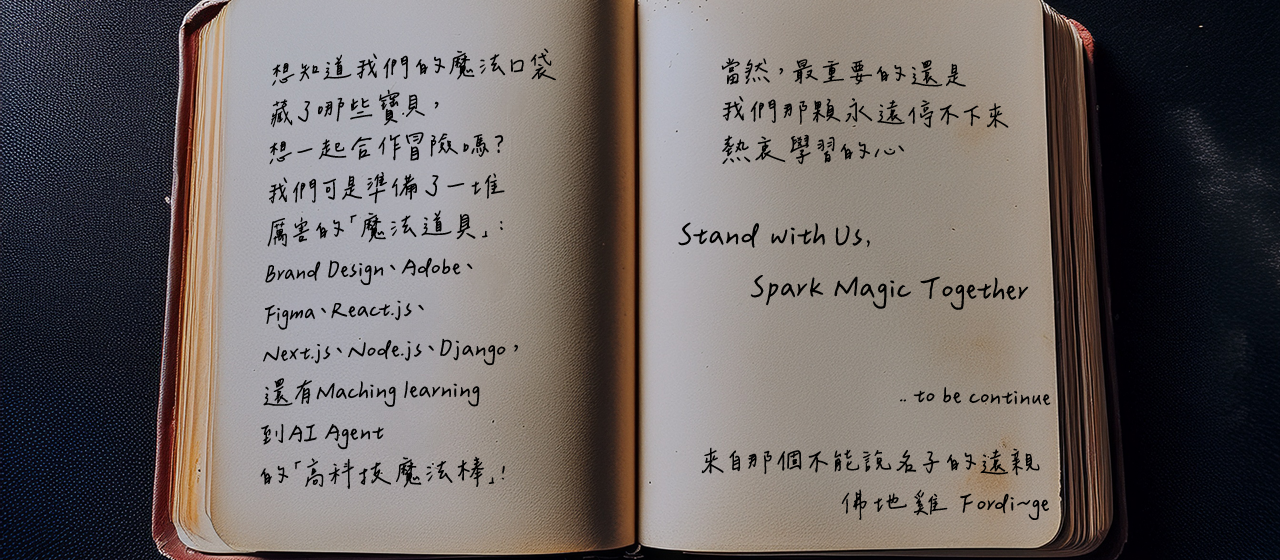 想知道我們的魔法口袋
藏了哪些寶貝，
想一起合作冒險嗎？
我們可是準備了一堆
厲害的「魔法道具」：
Brand Design、Adobe、
Figma、React.js、
Next.js、Node.js、Django，
還有Maching learning
到AI Agent
的「高科技魔法棒」！
當然，最重要的還是
我們那顆永遠停不下來
熱衷學習的心
Stand with Us,
Spark Magic Together
.. to be continue
來自那個不能說名子的遠親
佛地雞 Fordi~ge